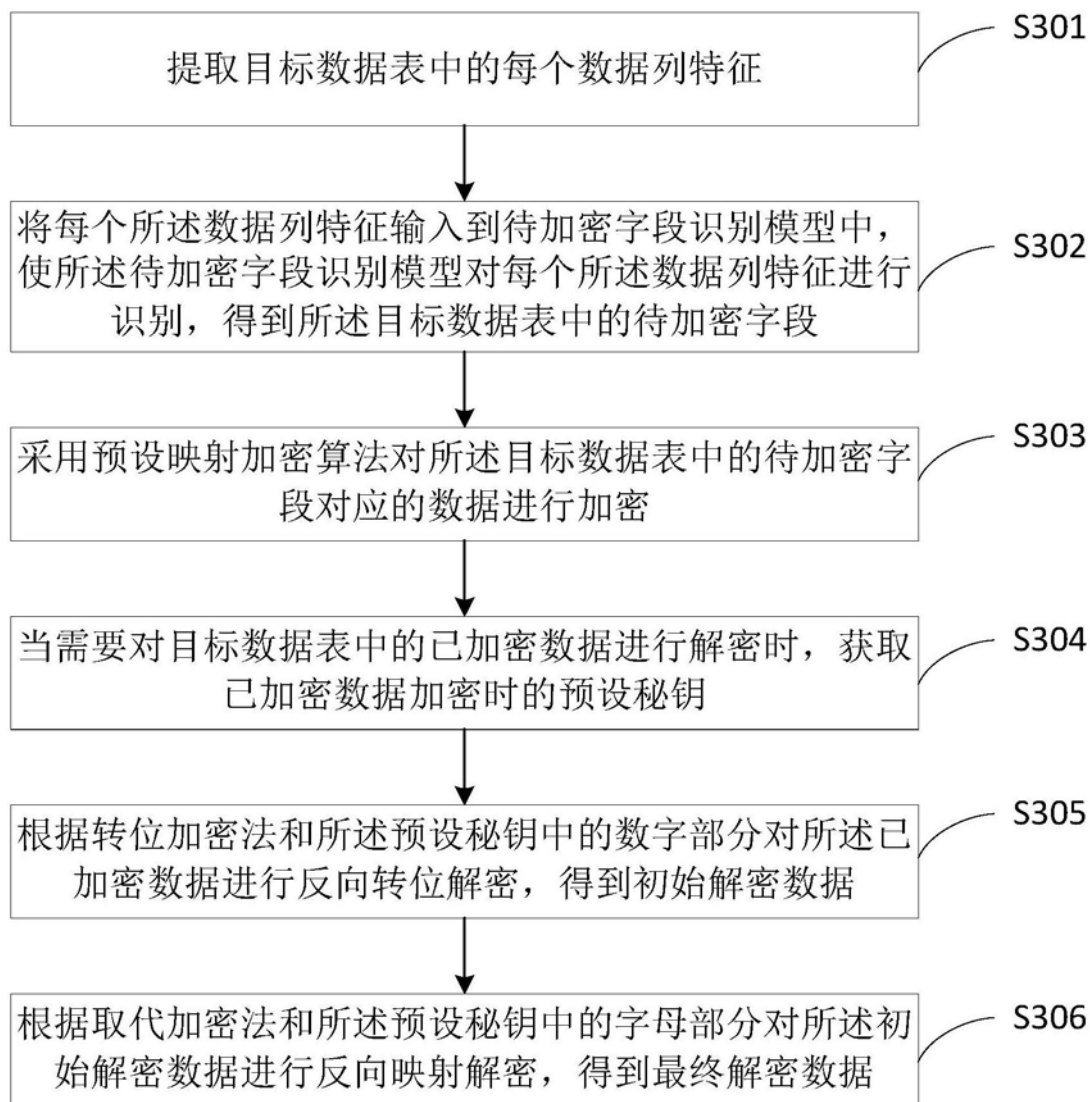 提取目标数据表中的每个数据列特征
S301
将每个所述数据列特征输入到待加密字段识别模型中，
使所述待加密字段识别模型对每个所述数据列特征进行
识别，得到所述目标数据表中的待加密字段
S302
采用预设映射加密算法对所述目标数据表中的待加密字
段对应的数据进行加密
S303
当需要对目标数据表中的已加密数据进行解密时，获取
已加密数据加密时的预设秘钥
S304
根据转位加密法和所述预设秘钥中的数字部分对所述已
加密数据进行反向转位解密，得到初始解密数据
S305
根据取代加密法和所述预设秘钥中的字母部分对所述初
始解密数据进行反向映射解密，得到最终解密数据
S306